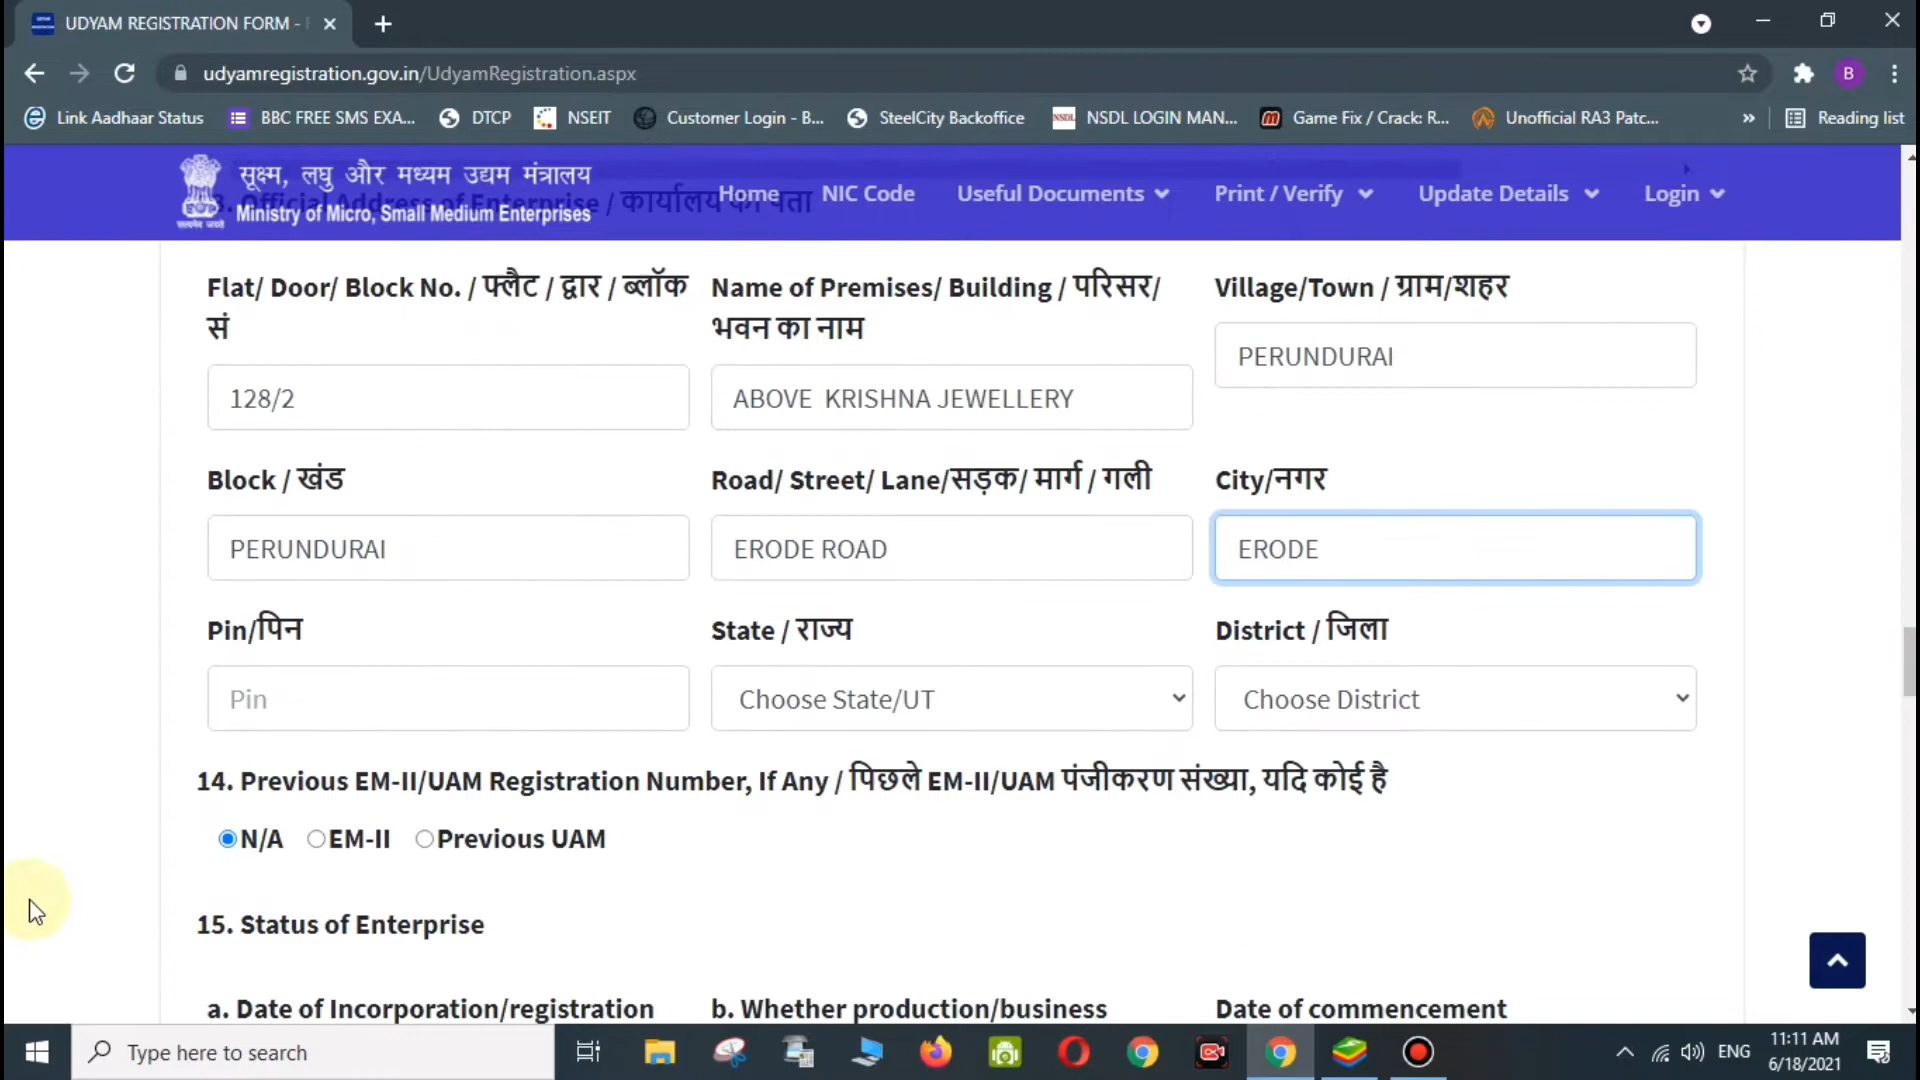 UDYAM REGISTRATION FORM -
udyamregistration.gov.in/UdyamRegistration.aspx
B
Link Aadhaar Status
BBC FREE SMS EXA...
DTCP
NSEIT
Customer Login - B...
SteelCity Backoffice
NSDL LOGIN MAN...
Game Fix / Crack: R...
Unofficial RA3 Patc...
»
Reading list
सूक्ष्म, लघु और मध्यम उद्यम मंत्रालय
Ministry of Micro, Small Medium Enterprises
Home
NIC Code
Useful Documents
Print / Verify
Update Details
Login
3. Official Address of Enterprise / कार्यालय का पता
Flat/ Door/ Block No. / फ्लैट / द्वार / ब्लॉक
सं
Name of Premises/ Building / परिसर/
भवन का नाम
Village/Town / ग्राम/शहर
128/2
ABOVE KRISHNA JEWELLERY
PERUNDURAI
Block / खंड
Road/ Street/ Lane/सड़क/ मार्ग / गली
City/नगर
PERUNDURAI
ERODE ROAD
ERODE
Pin/पिन
State / राज्य
District / जिला
Pin
Choose State/UT
Choose District
14. Previous EM-II/UAM Registration Number, If Any / पिछले EM-II/UAM पंजीकरण संख्या, यदि कोई है
N/A
EM-II
Previous UAM
15. Status of Enterprise
a. Date of Incorporation/registration
b. Whether production/business
Date of commencement
Type here to search
ENG
11:11 AM
6/18/2021